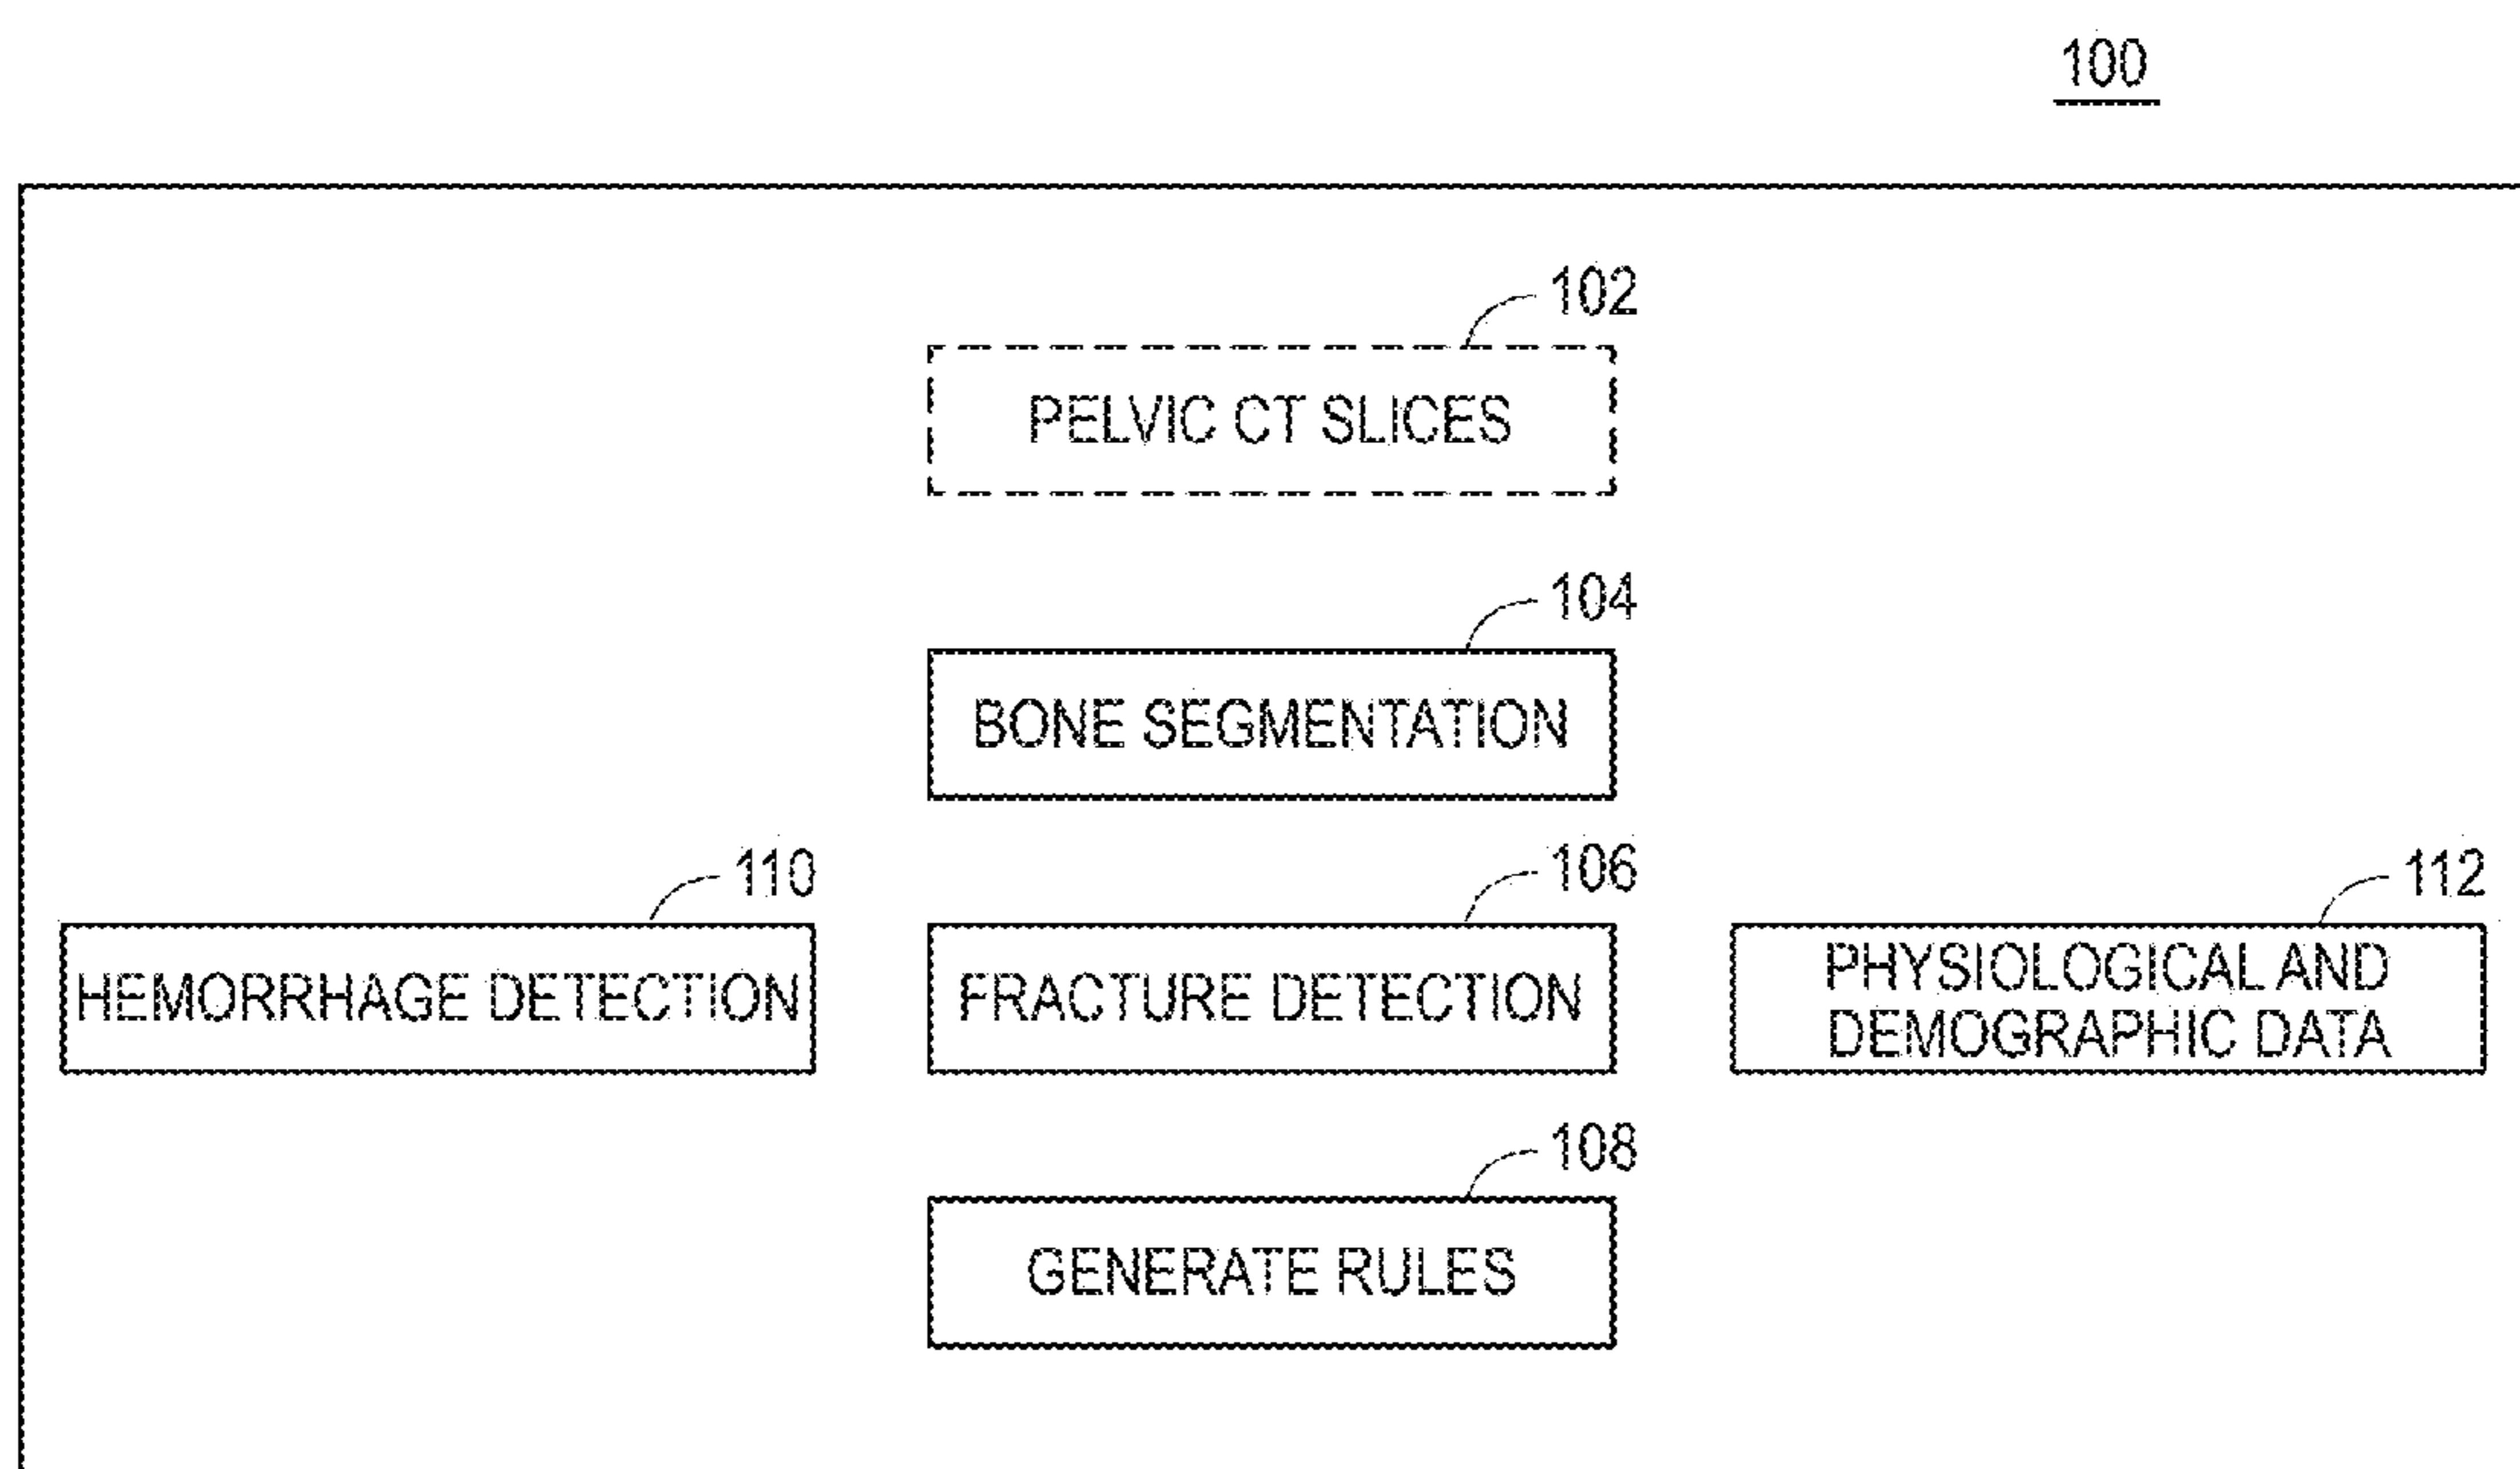 100
102
PELVIC CT SLICES
104
BONE SEGMENTATION
110
106
112
HEMORRHAGE DETECTION
FRACTURE DETECTION
PHYSIOLOGICAL AND
DEMOGRAPHIC DATA
108
GENERATE RULES